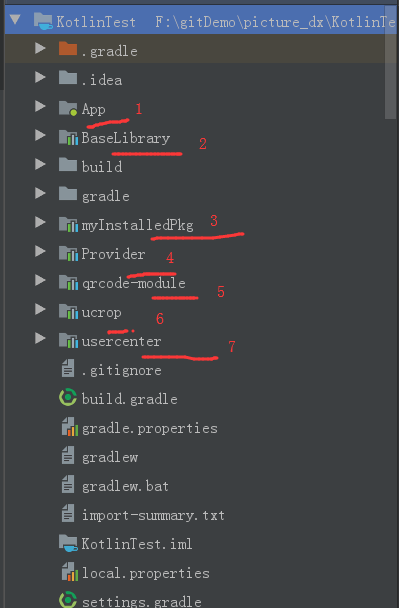 KotlinTest F:\gitDemo\picture_dx\KotlinTe
.gradle
.idea
App 1
BaseLibrary 2
build
gradle
myInstalledPkg 3
Provider 4
qrcode-module 5
ucrop 6
usercenter 7
.gitignore
build.gradle
gradle.properties
gradlew
gradlew.bat
import-summary.txt
KotlinTest.iml
local.properties
settings.gradle